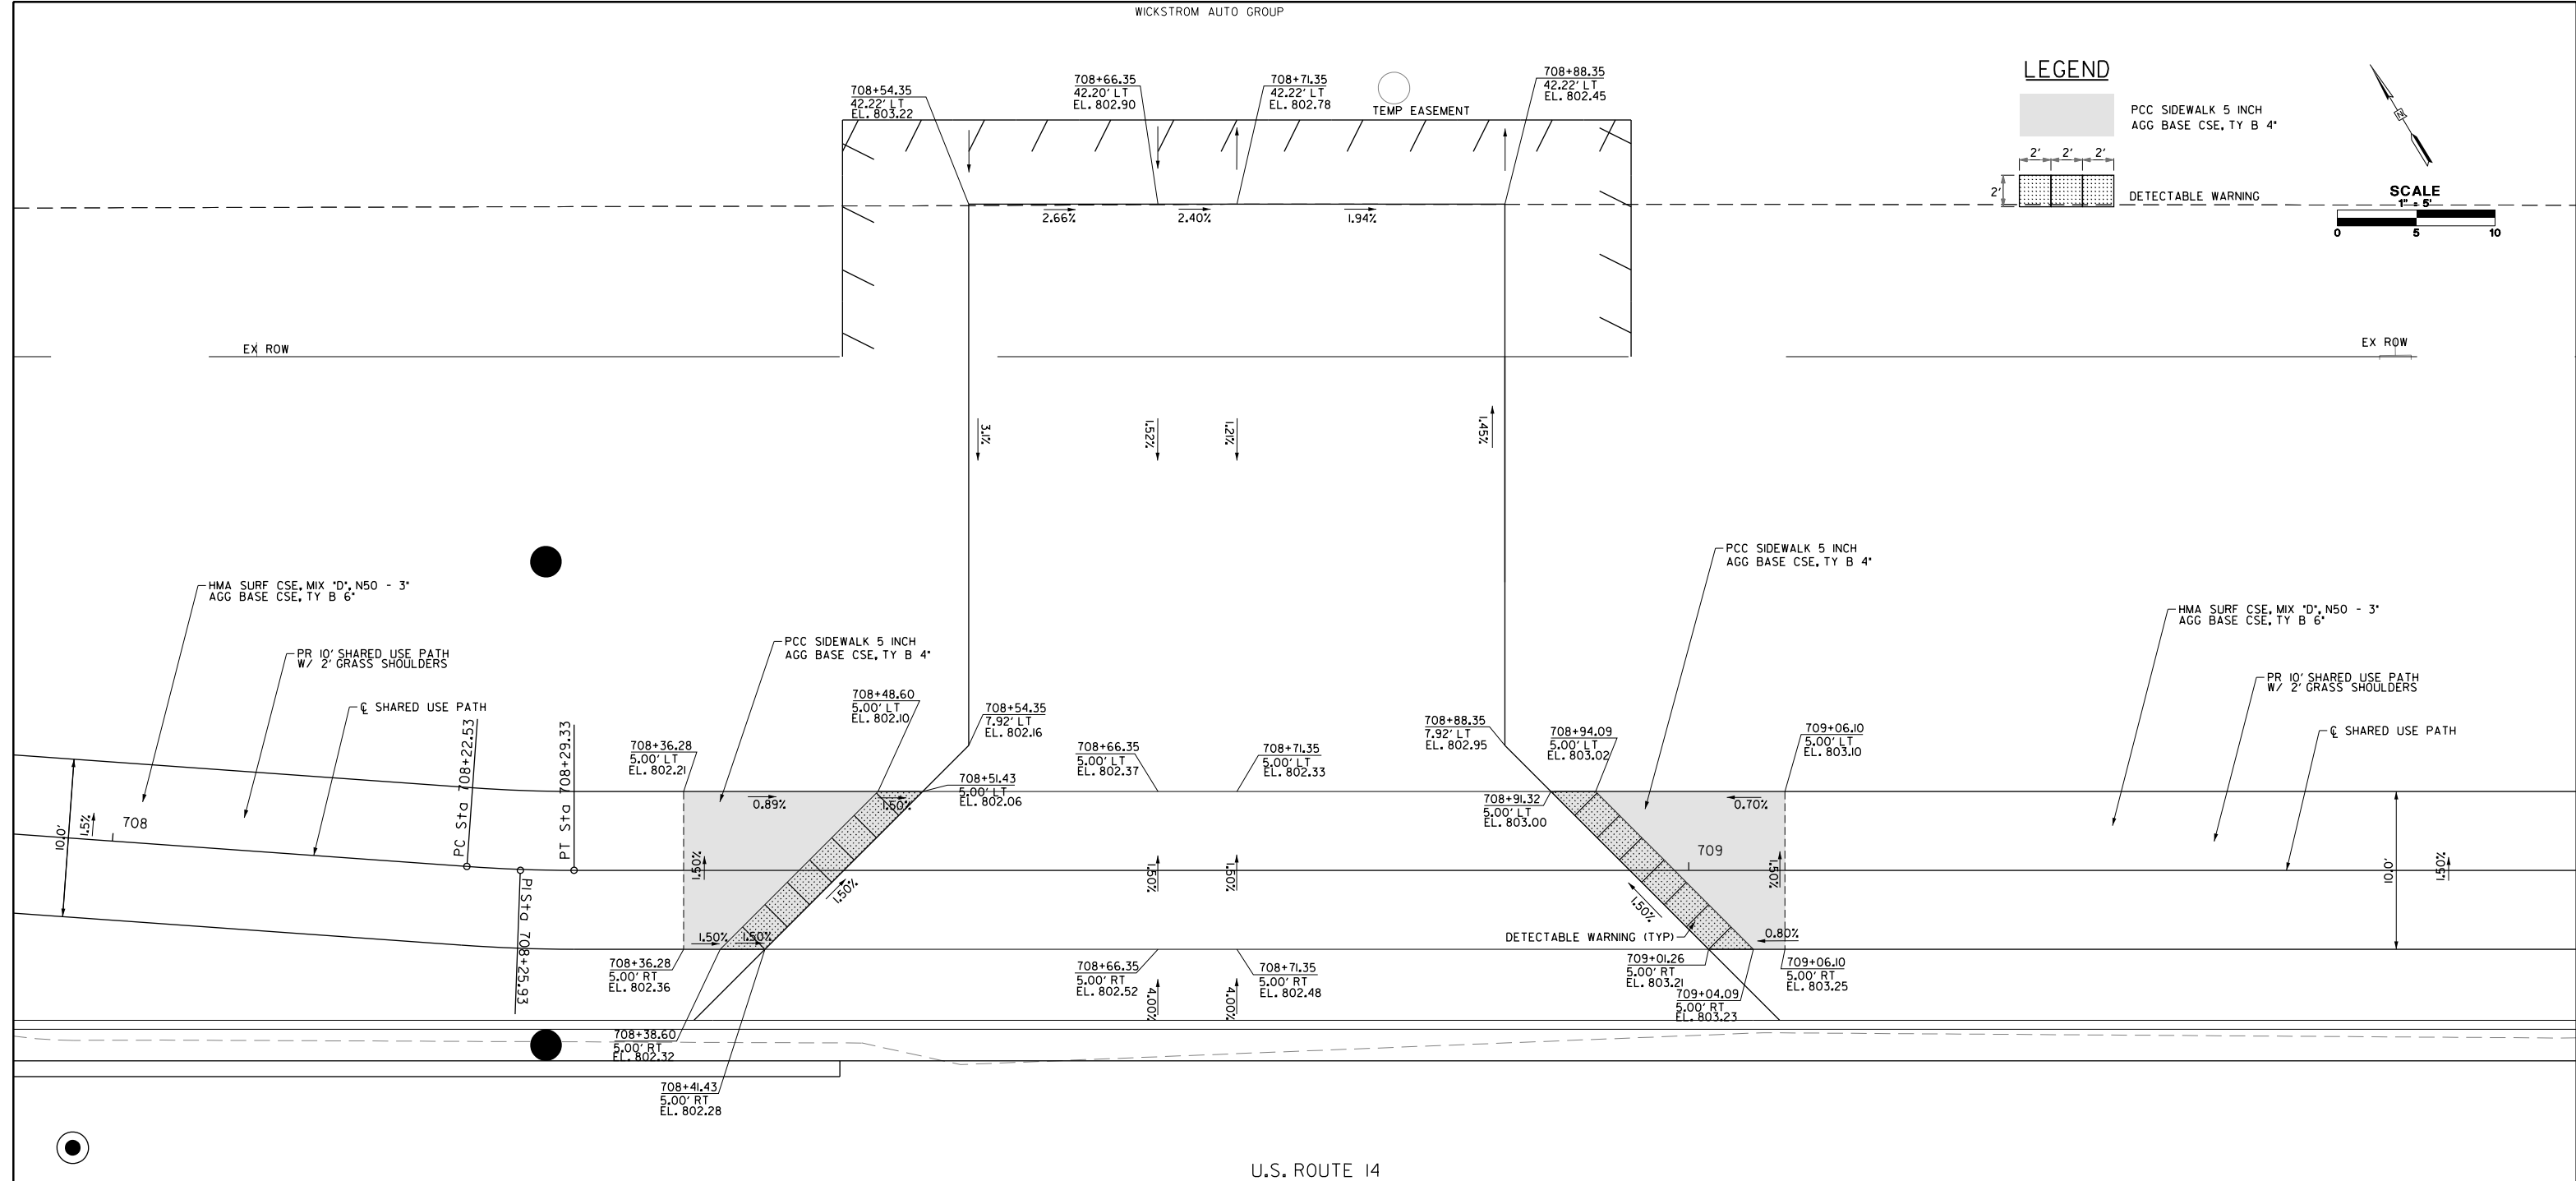 WICKSTROM AUTO GROUP
708+54.35
42.22' LT
EL. 803.22
708+66.35
42.20' LT
EL. 802.90
708+71.35
42.22' LT
EL. 802.78
TEMP EASEMENT
708+88.35
42.22' LT
EL. 802.45
LEGEND
PCC SIDEWALK 5 INCH
AGG BASE CSE, TY B 4"
2' 2' 2'
2'
DETECTABLE WARNING
N
SCALE
1" = 5'
0 5 10
2.66%
2.40%
1.94%
EX ROW
EX ROW
3.1%
1.52%
1.21%
1.45%
HMA SURF CSE, MIX "D", N50 - 3"
AGG BASE CSE, TY B 6"
PR 10' SHARED USE PATH
W/ 2' GRASS SHOULDERS
℄ SHARED USE PATH
PCC SIDEWALK 5 INCH
AGG BASE CSE, TY B 4"
PCC SIDEWALK 5 INCH
AGG BASE CSE, TY B 4"
HMA SURF CSE, MIX "D", N50 - 3"
AGG BASE CSE, TY B 6"
PR 10' SHARED USE PATH
W/ 2' GRASS SHOULDERS
℄ SHARED USE PATH
10.0'
1.5%
708
PC Sta 708+22.53
PI Sta 708+25.93
PT Sta 708+29.33
708+36.28
5.00' LT
EL. 802.21
708+48.60
5.00' LT
EL. 802.10
708+54.35
7.92' LT
EL. 802.16
708+51.43
5.00' LT
EL. 802.06
708+66.35
5.00' LT
EL. 802.37
708+71.35
5.00' LT
EL. 802.33
708+88.35
7.92' LT
EL. 802.95
708+94.09
5.00' LT
EL. 803.02
708+91.32
5.00' LT
EL. 803.00
709+06.10
5.00' LT
EL. 803.10
0.89%
1.50%
0.70%
1.50%
1.50%
1.50%
1.50%
1.50%
709
1.50%
1.50%
10.0'
1.50%
1.50%
DETECTABLE WARNING (TYP)
0.80%
708+36.28
5.00' RT
EL. 802.36
708+66.35
5.00' RT
EL. 802.52
4.00%
4.00%
708+71.35
5.00' RT
EL. 802.48
709+01.26
5.00' RT
EL. 803.21
709+06.10
5.00' RT
EL. 803.25
709+04.09
5.00' RT
EL. 803.23
708+38.60
5.00' RT
EL. 802.32
708+41.43
5.00' RT
EL. 802.28
U.S. ROUTE 14